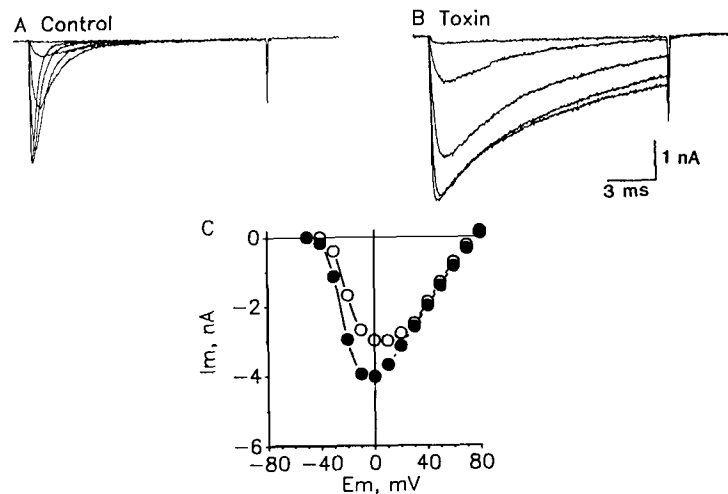 A Control
B Toxin
1 nA
3 ms
C
0
−2
−4
−6
Im, nA
−80 −40 0 40 80
Em, mV